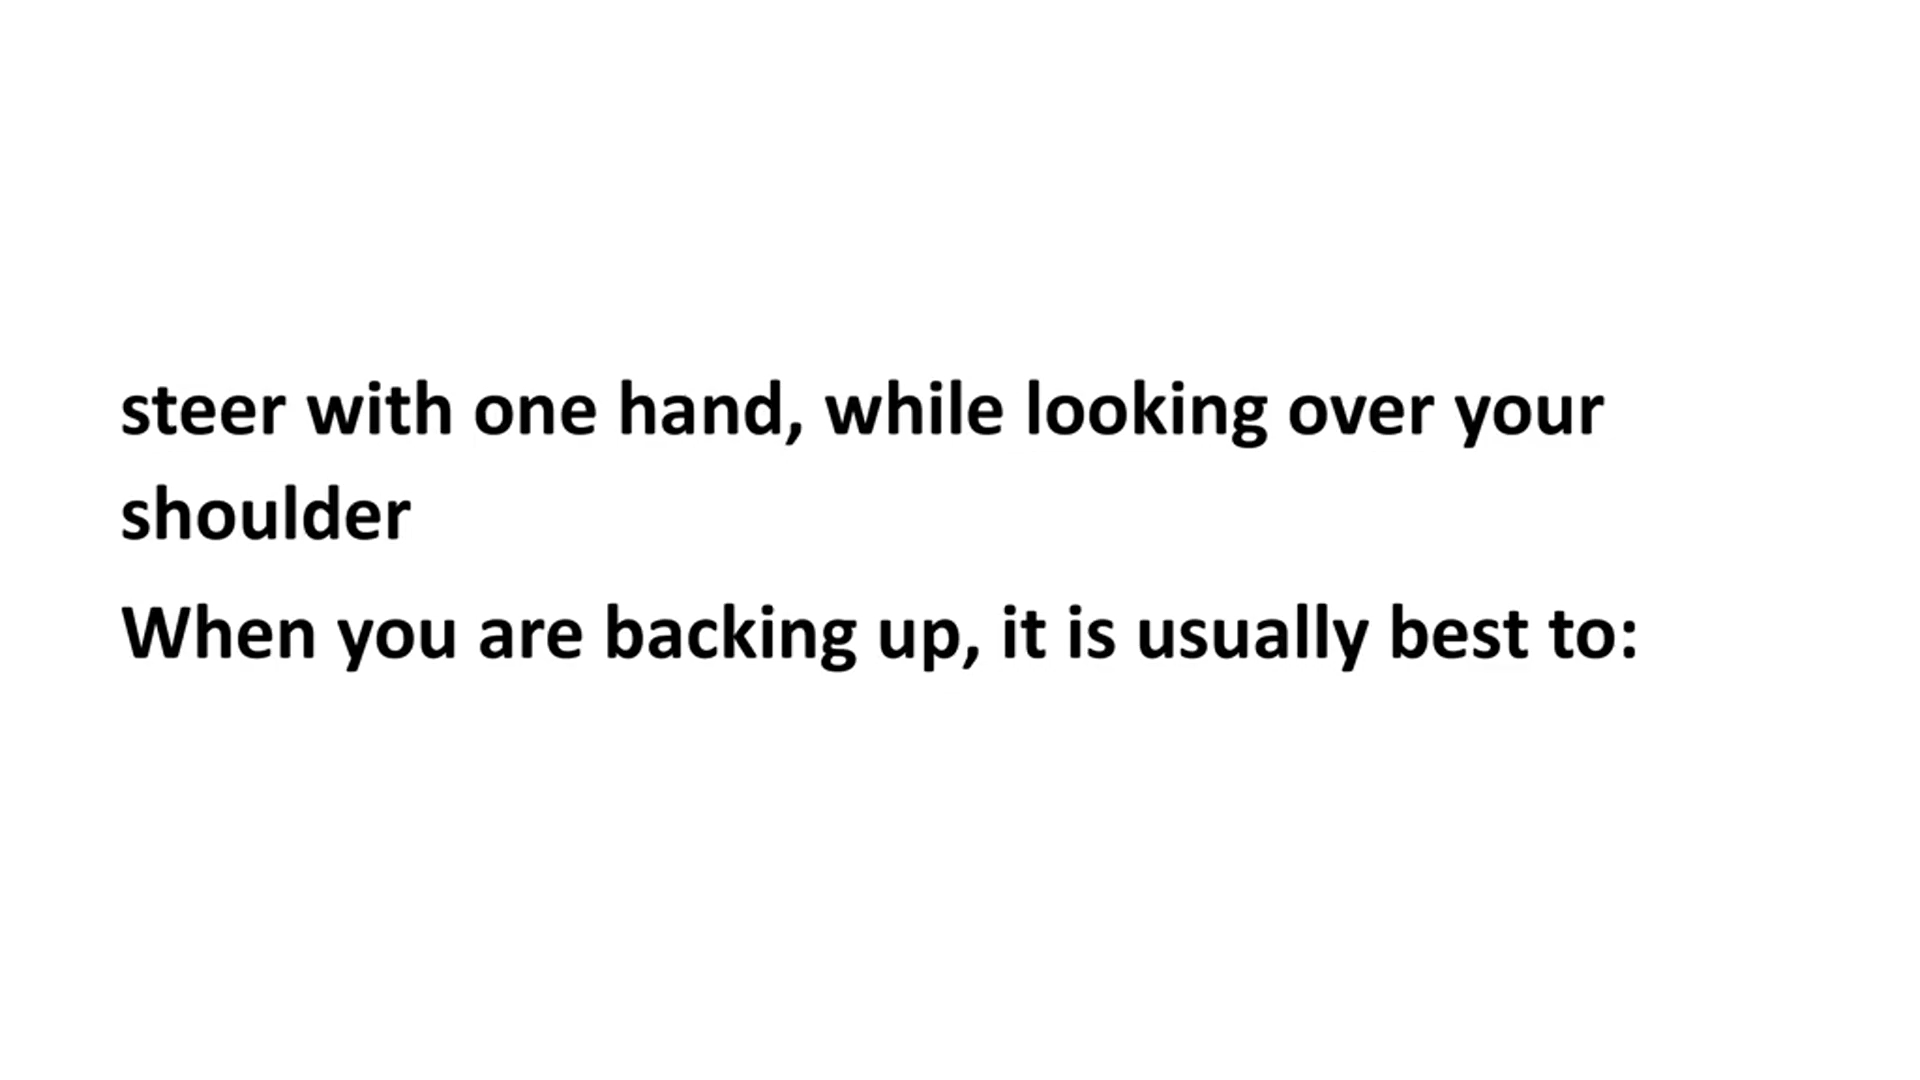 steer with one hand, while looking over your
shoulder
When you are backing up, it is usually best to: